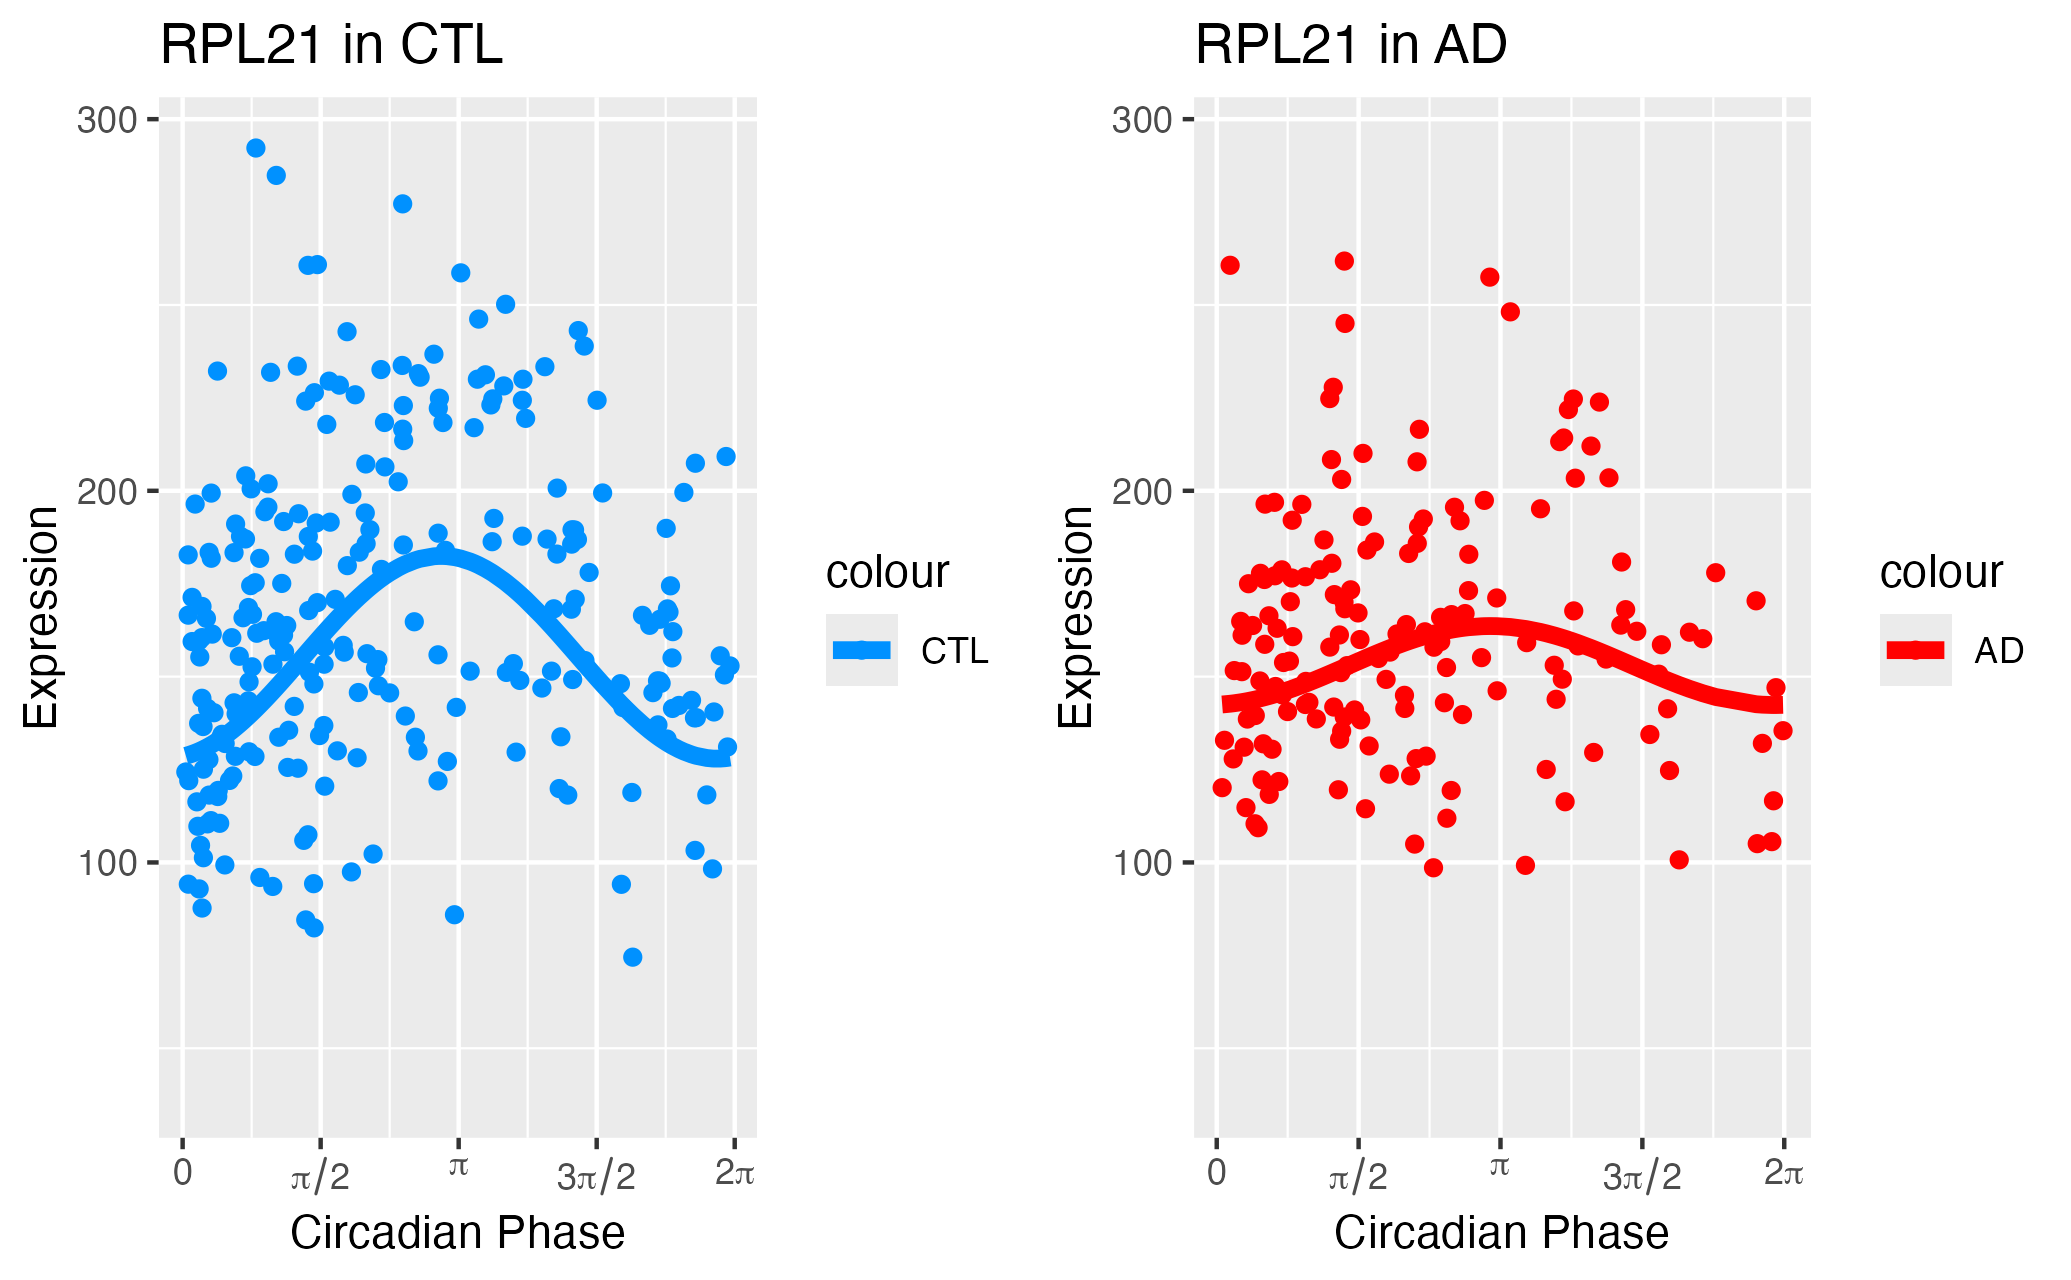 RPL21 in CTL
300
200
100
Expression
0 π/2 π 3π/2 2π
Circadian Phase
colour
CTL
RPL21 in AD
300
200
100
Expression
0 π/2 π 3π/2 2π
Circadian Phase
colour
AD